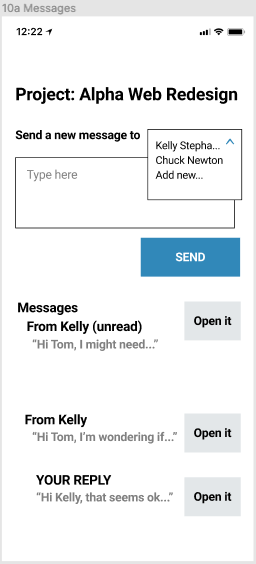 10a Messages
12:22
Project: Alpha Web Redesign
Send a new message to
Kelly Stepha...
Chuck Newton
Add new...
Type here
SEND
Messages
From Kelly (unread)
Open it
“Hi Tom, I might need...”
From Kelly
Open it
“Hi Tom, I’m wondering if...”
YOUR REPLY
Open it
“Hi Kelly, that seems ok...”